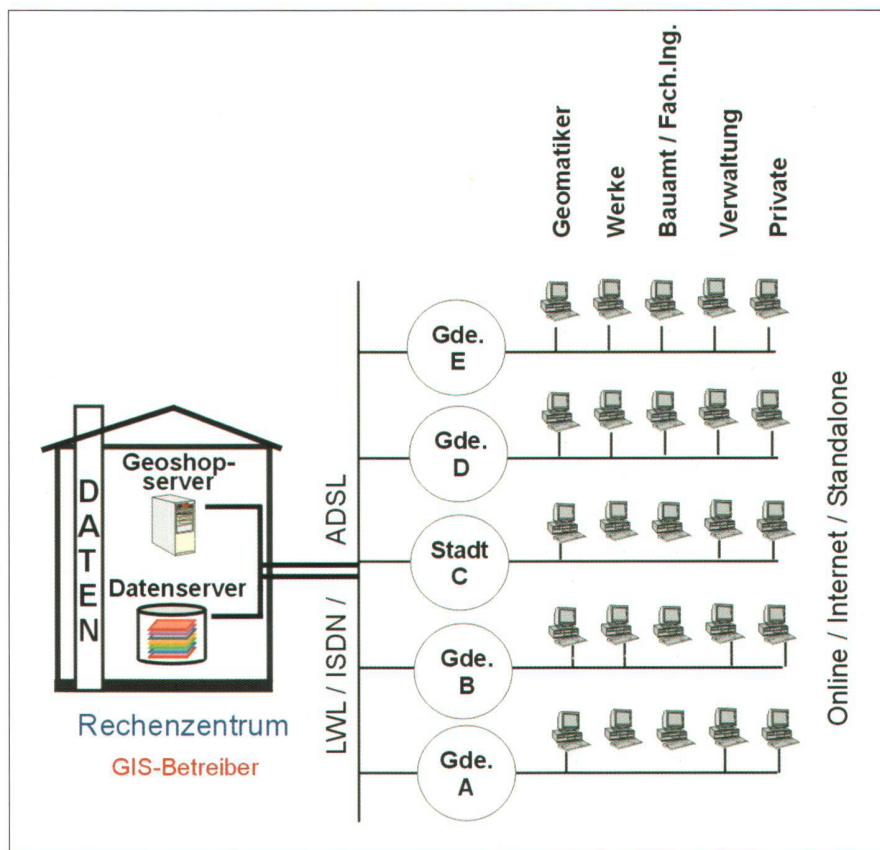 Geomatiker
Werke
Bauamt / Fach.Ing.
Verwaltung
Private
Gde.
E
Gde.
D
Stadt
C
Gde.
B
Gde.
A
DATEN
Geoshop-
server
Datenserver
Rechenzentrum
GIS-Betreiber
LWL / ISDN / ADSL
Online / Internet / Standalone